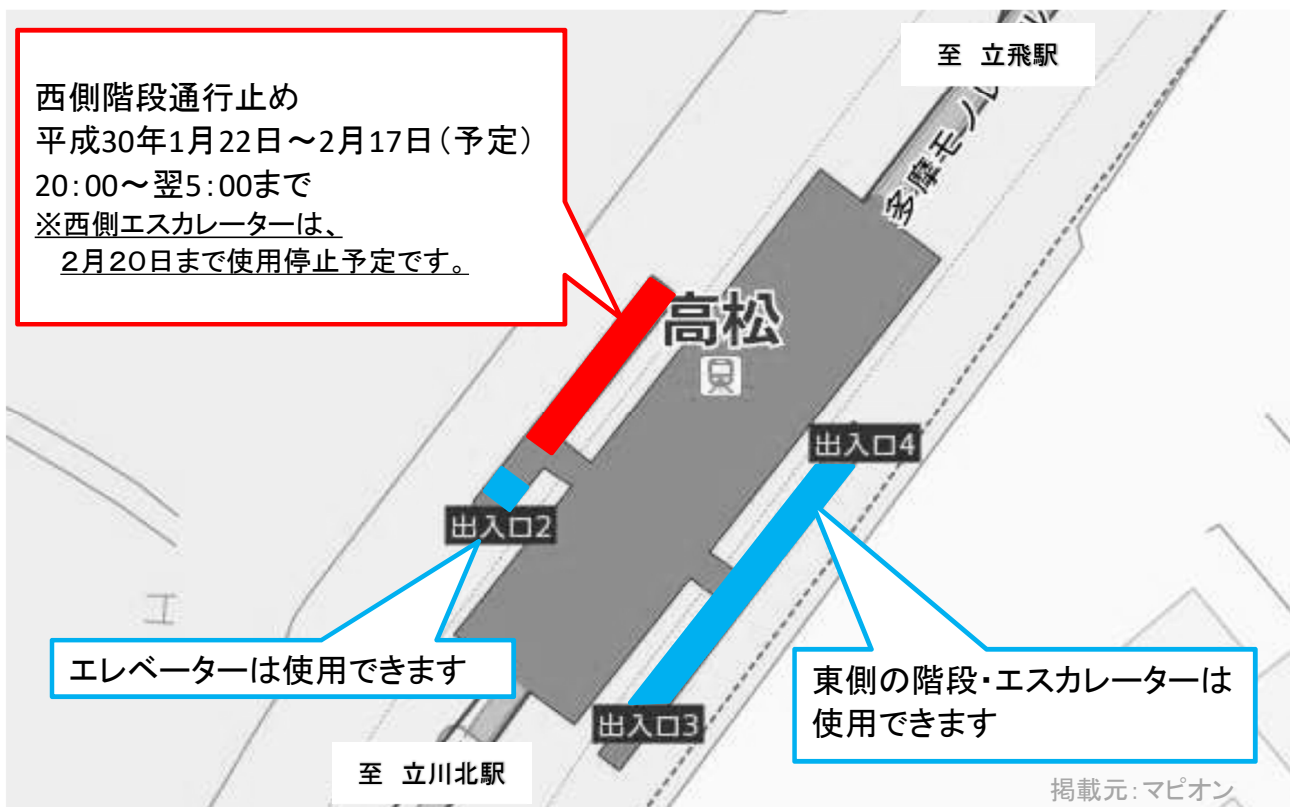 至 立飛駅
西側階段通行止め
平成30年1月22日～2月17日(予定)
20:00～翌5:00まで
※西側エスカレーターは、
2月20日まで使用停止予定です。
多摩モノレ
高松
出入口4
出入口2
エレベーターは使用できます
東側の階段・エスカレーターは
使用できます
出入口3
至 立川北駅
掲載元:マピオン